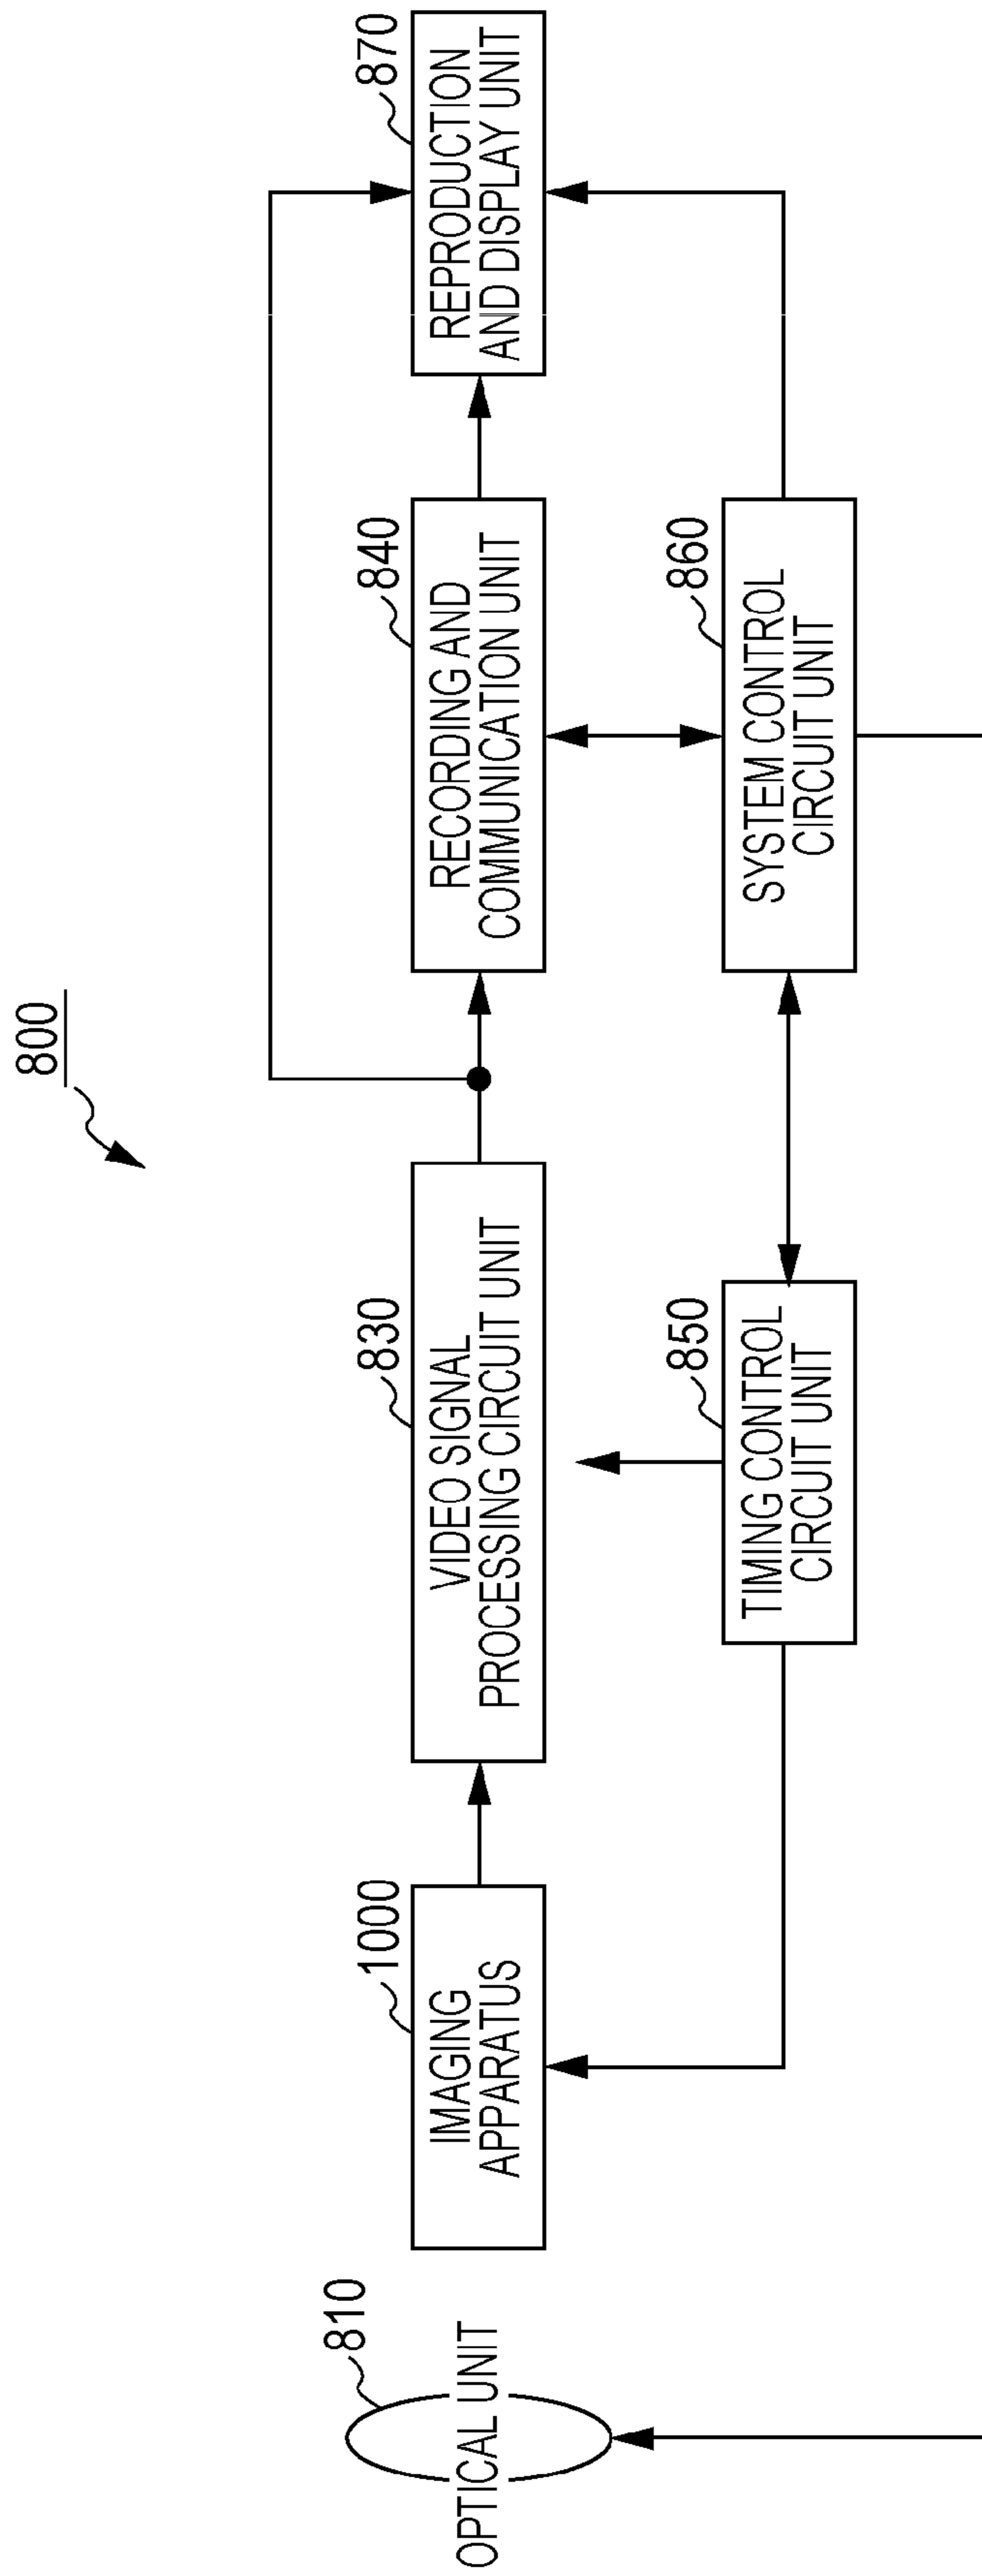 800
810
OPTICAL UNIT
1000
IMAGING
APPARATUS
830
VIDEO SIGNAL
PROCESSING CIRCUIT UNIT
840
RECORDING AND
COMMUNICATION UNIT
870
REPRODUCTION
AND DISPLAY UNIT
850
TIMING CONTROL
CIRCUIT UNIT
860
SYSTEM CONTROL
CIRCUIT UNIT